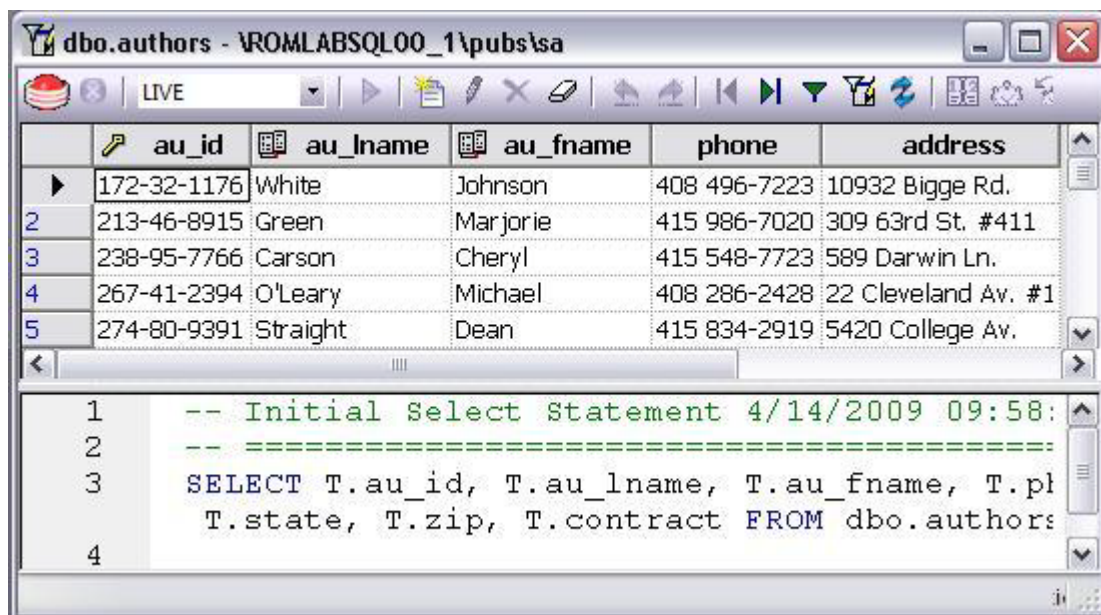 dbo.authors - \ROMLABSQL00_1\pubs\sa
LIVE
au_id au_lname au_fname phone address
172-32-1176 White Johnson 408 496-7223 10932 Bigge Rd.
2 213-46-8915 Green Marjorie 415 986-7020 309 63rd St. #411
3 238-95-7766 Carson Cheryl 415 548-7723 589 Darwin Ln.
4 267-41-2394 O'Leary Michael 408 286-2428 22 Cleveland Av. #1
5 274-80-9391 Straight Dean 415 834-2919 5420 College Av.
1 -- Initial Select Statement 4/14/2009 09:58:
2 -- ========================================
3 SELECT T.au_id, T.au_lname, T.au_fname, T.ph
T.state, T.zip, T.contract FROM dbo.authors
4